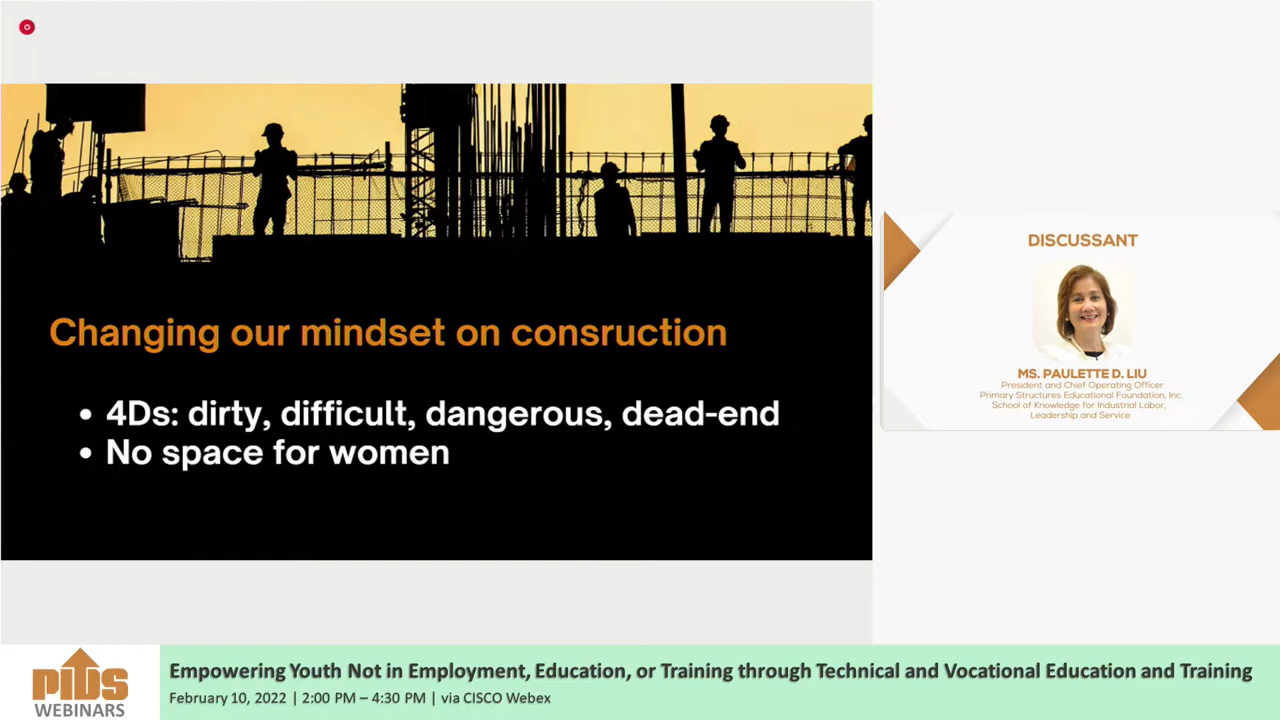 Changing our mindset on consruction
• 4Ds: dirty, difficult, dangerous, dead-end
• No space for women
DISCUSSANT
MS. PAULETTE D. LIU
President and Chief Operating Officer
Primary Structures Educational Foundation, Inc.
School of Knowledge for Industrial Labor,
Leadership and Service
PIDS
WEBINARS
Empowering Youth Not in Employment, Education, or Training through Technical and Vocational Education and Training
February 10, 2022 | 2:00 PM – 4:30 PM | via CISCO Webex